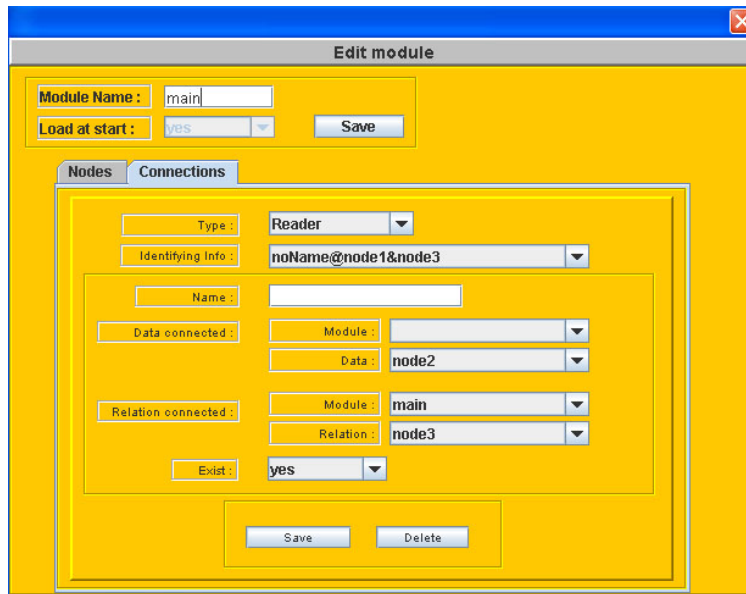 Edit module
Module Name : main
Load at start : yes Save
Nodes Connections
Type : Reader
Identifying Info : noName@node1&node3
Name :
Data connected : Module :
Data : node2
Relation connected : Module : main
Relation : node3
Exist : yes
Save Delete